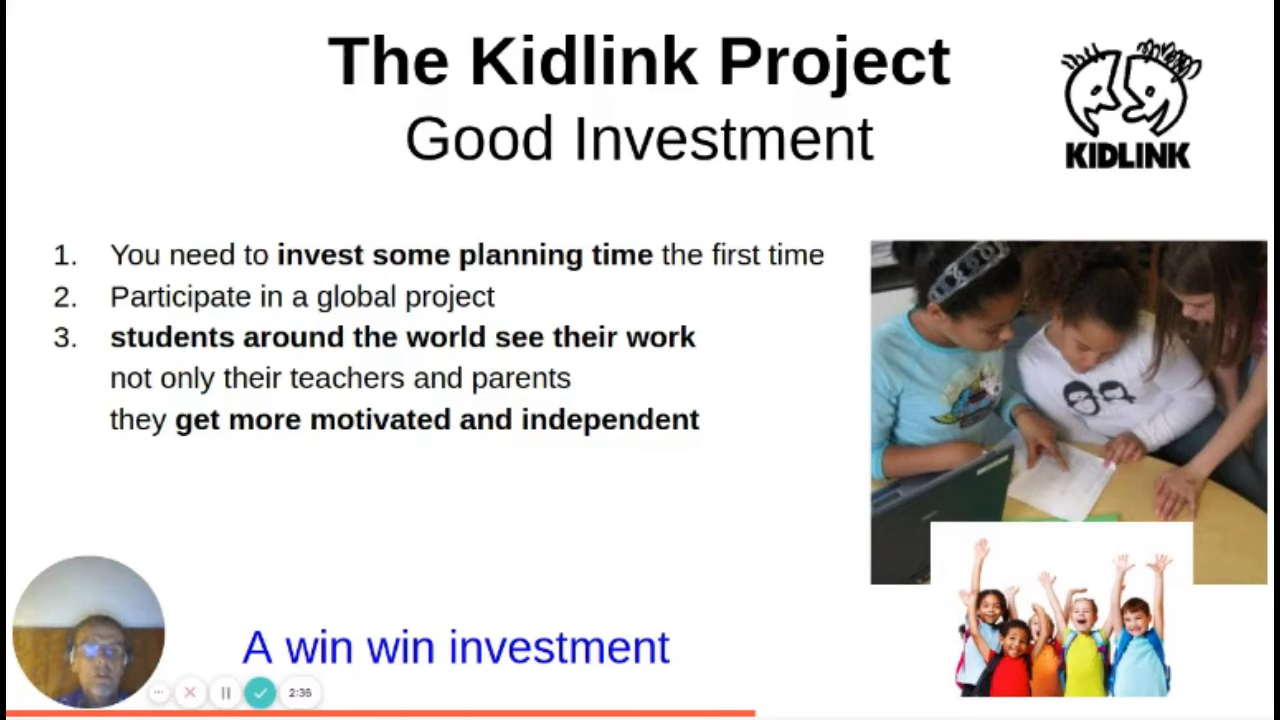 The Kidlink Project
Good Investment
KIDLINK
1. You need to invest some planning time the first time
2. Participate in a global project
3. students around the world see their work
not only their teachers and parents
they get more motivated and independent
A win win investment
2:36